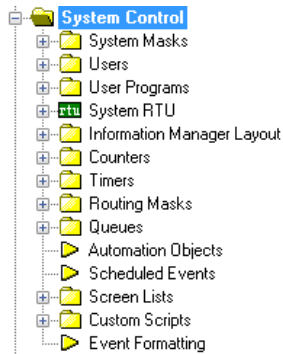 System Control
System Masks
Users
User Programs
rtu System RTU
Information Manager Layout
Counters
Timers
Routing Masks
Queues
Automation Objects
Scheduled Events
Screen Lists
Custom Scripts
Event Formatting